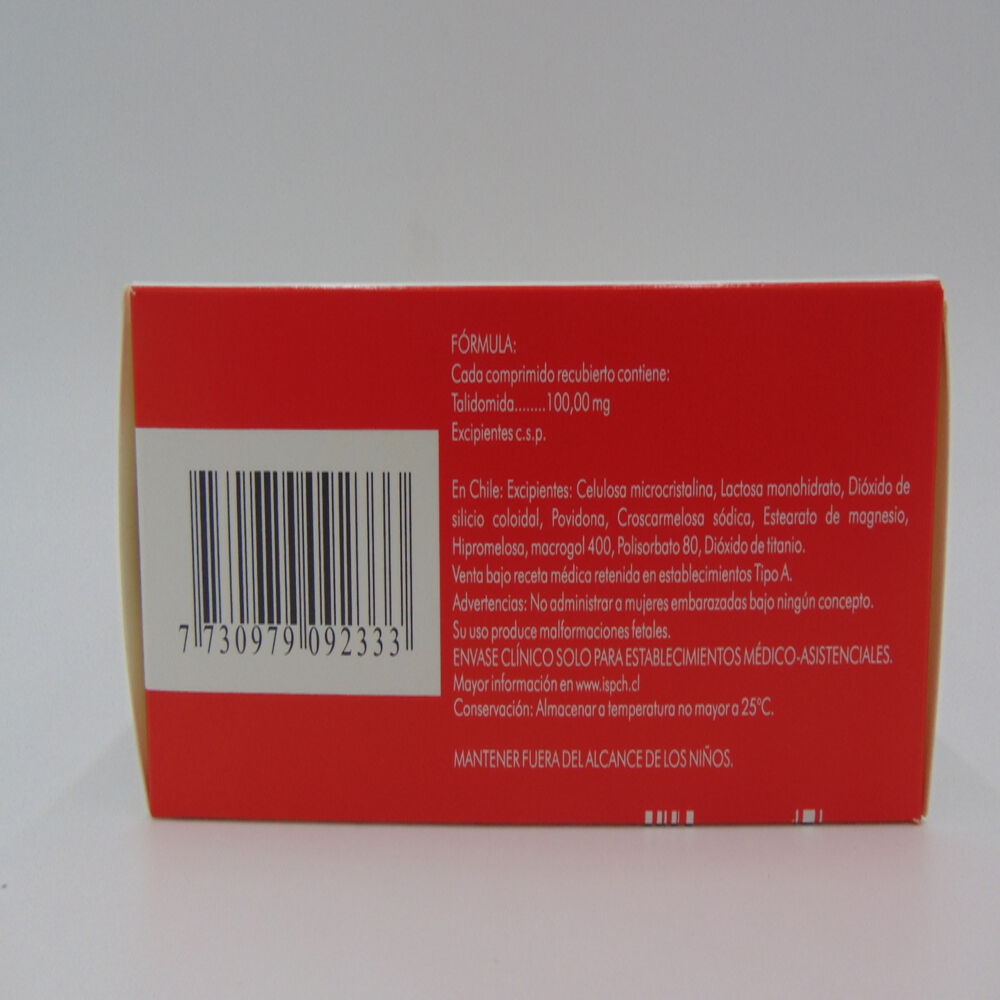 FÓRMULA:
Cada comprimido recubierto contiene:
Talidomida........100,00 mg
Excipientes c.s.p.
En Chile: Excipientes: Celulosa microcristalina, Lactosa monohidrato, Dióxido de
silicio coloidal, Povidona, Croscarmelosa sódica, Estearato de magnesio,
Hipromelosa, macrogol 400, Polisorbato 80, Dióxido de titanio.
Venta bajo receta médica retenida en establecimientos Tipo A.
Advertencias: No administrar a mujeres embarazadas bajo ningún concepto.
Su uso produce malformaciones fetales.
ENVASE CLÍNICO SOLO PARA ESTABLECIMIENTOS MÉDICO-ASISTENCIALES.
Mayor información en www.ispch.cl
Conservación: Almacenar a temperatura no mayor a 25°C.
MANTENER FUERA DEL ALCANCE DE LOS NIÑOS.
7 730979 092333